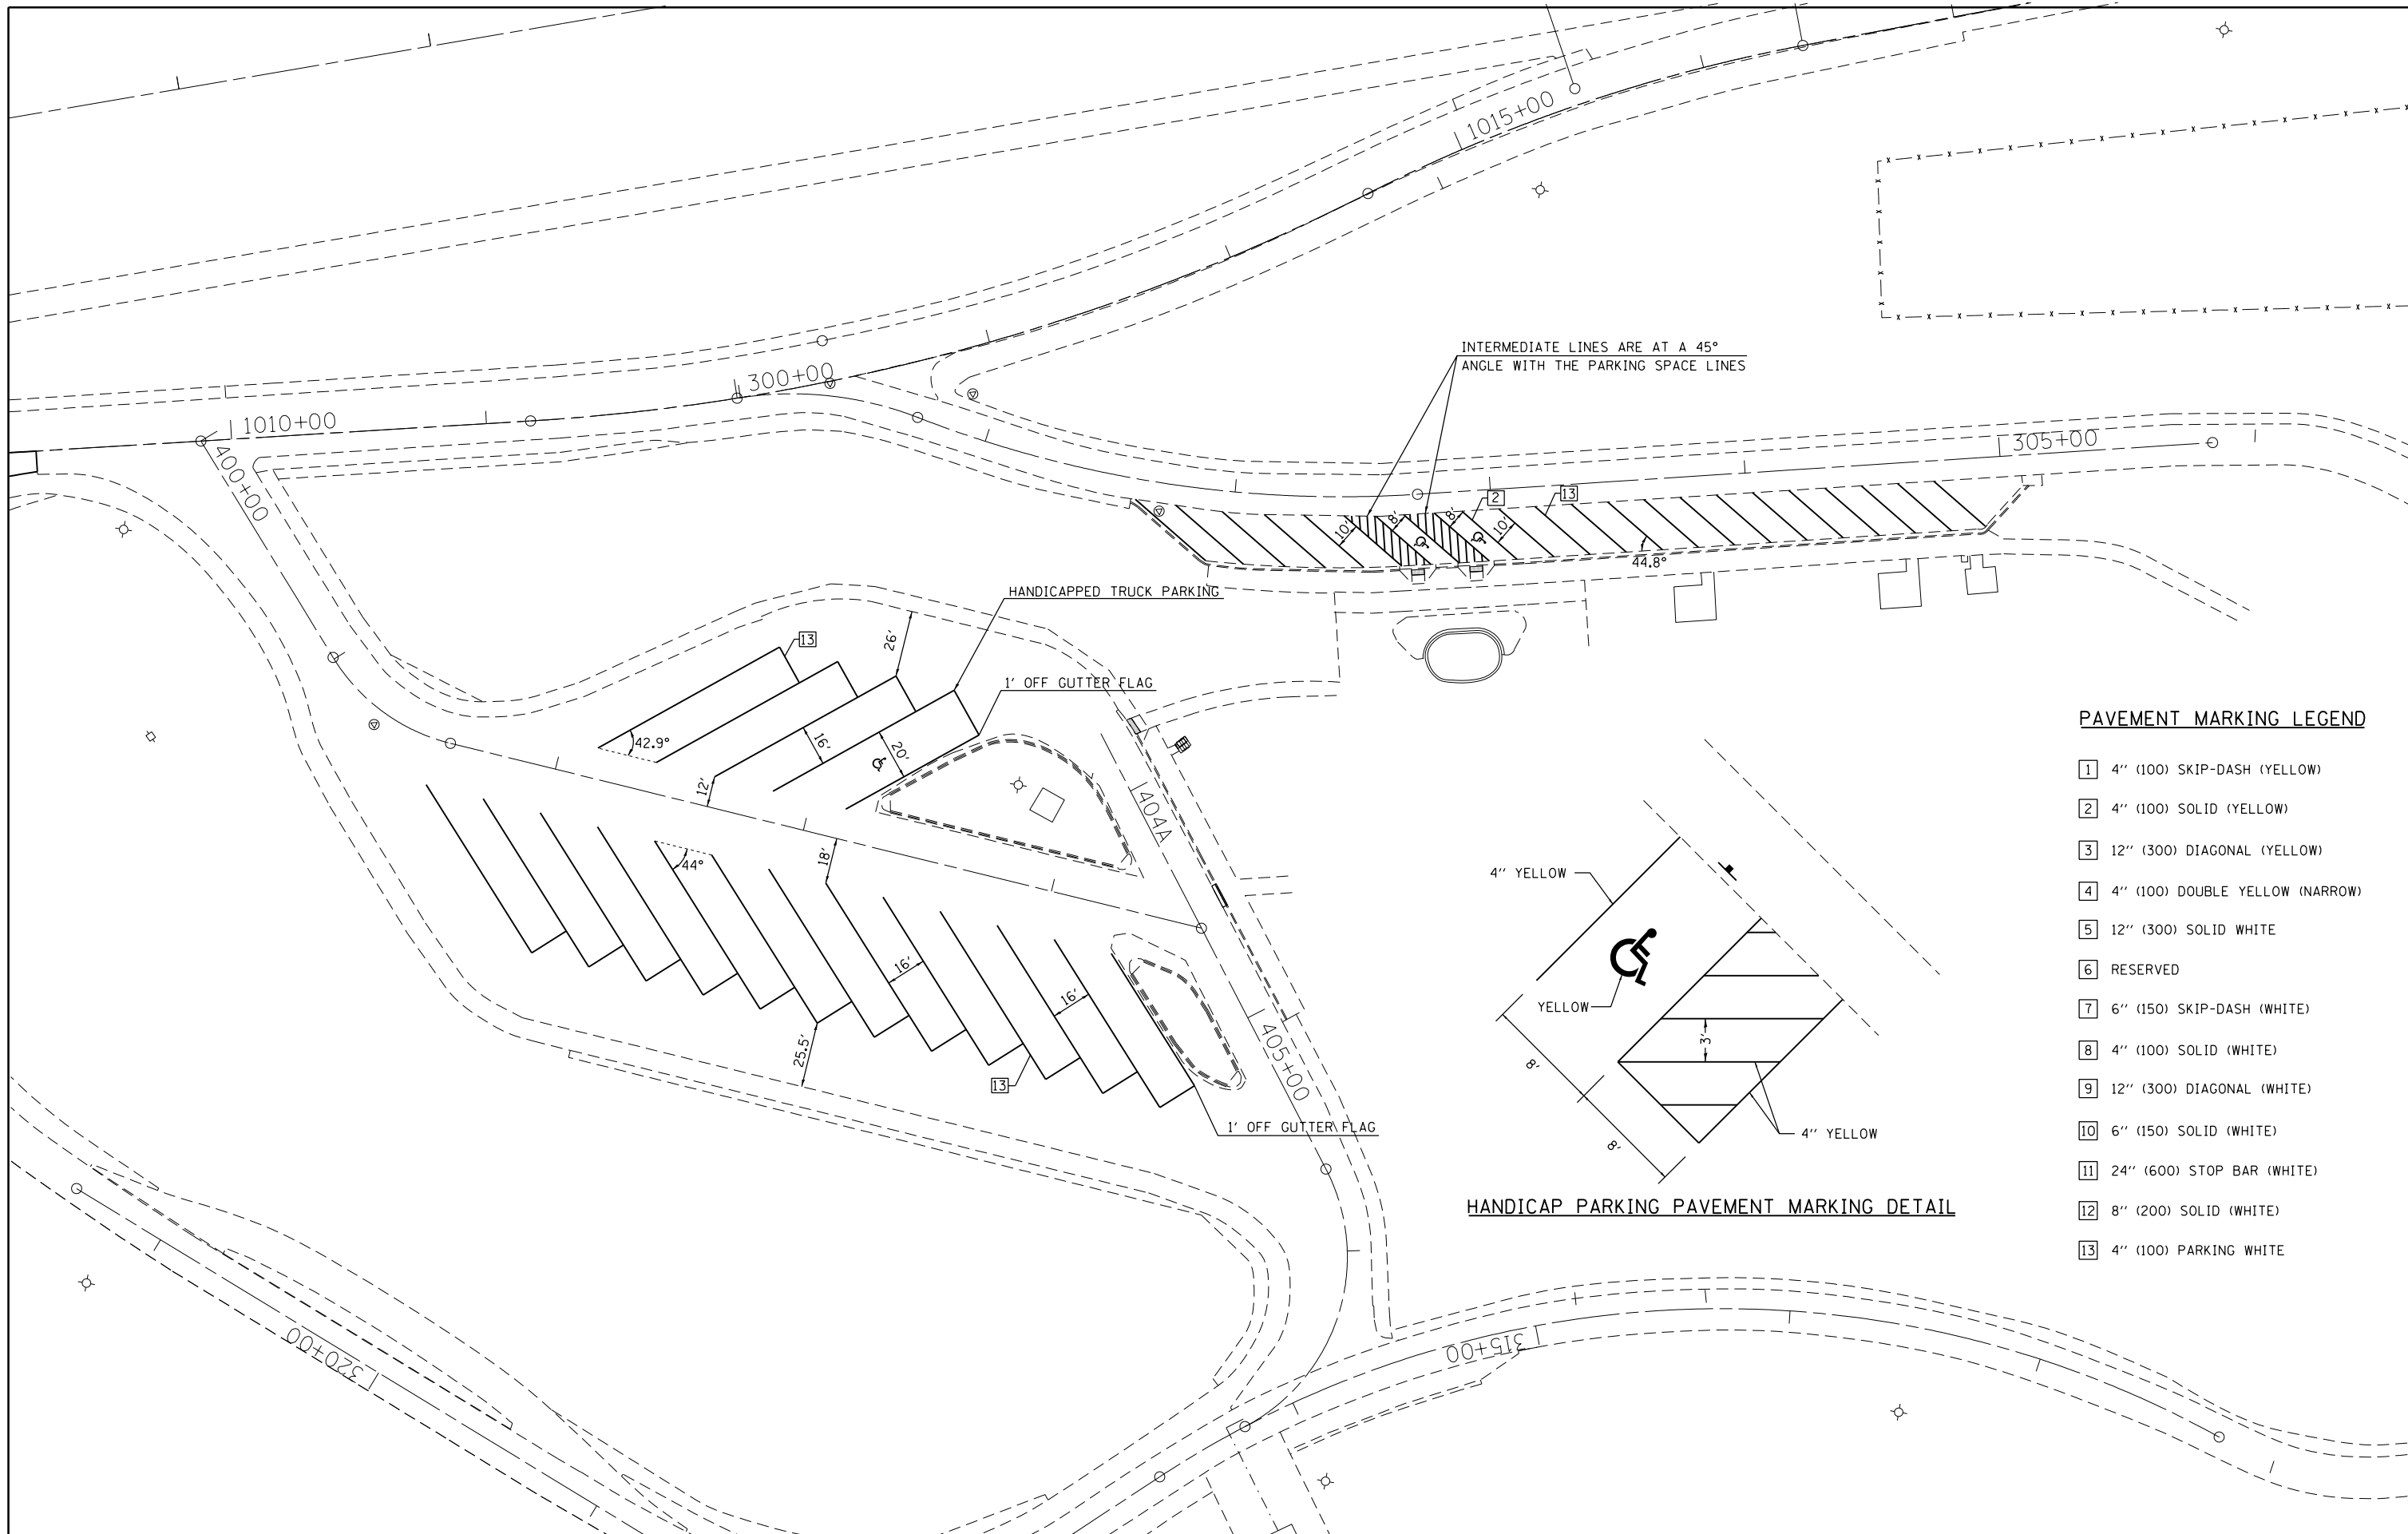 1015+00
INTERMEDIATE LINES ARE AT A 45°
ANGLE WITH THE PARKING SPACE LINES
300+00
1010+00
400+00
305+00
2
13
10'
8'
8'
10'
44.8°
HANDICAPPED TRUCK PARKING
13
26'
1' OFF GUTTER FLAG
42.9°
16'
20'
12'
404A
18'
44°
16'
16'
25.5'
13
405+00
1' OFF GUTTER FLAG
320+00
315+00
4'' YELLOW
YELLOW
3'
8'
8'
4'' YELLOW
HANDICAP PARKING PAVEMENT MARKING DETAIL
PAVEMENT MARKING LEGEND
1 4'' (100) SKIP-DASH (YELLOW)
2 4'' (100) SOLID (YELLOW)
3 12'' (300) DIAGONAL (YELLOW)
4 4'' (100) DOUBLE YELLOW (NARROW)
5 12'' (300) SOLID WHITE
6 RESERVED
7 6'' (150) SKIP-DASH (WHITE)
8 4'' (100) SOLID (WHITE)
9 12'' (300) DIAGONAL (WHITE)
10 6'' (150) SOLID (WHITE)
11 24'' (600) STOP BAR (WHITE)
12 8'' (200) SOLID (WHITE)
13 4'' (100) PARKING WHITE